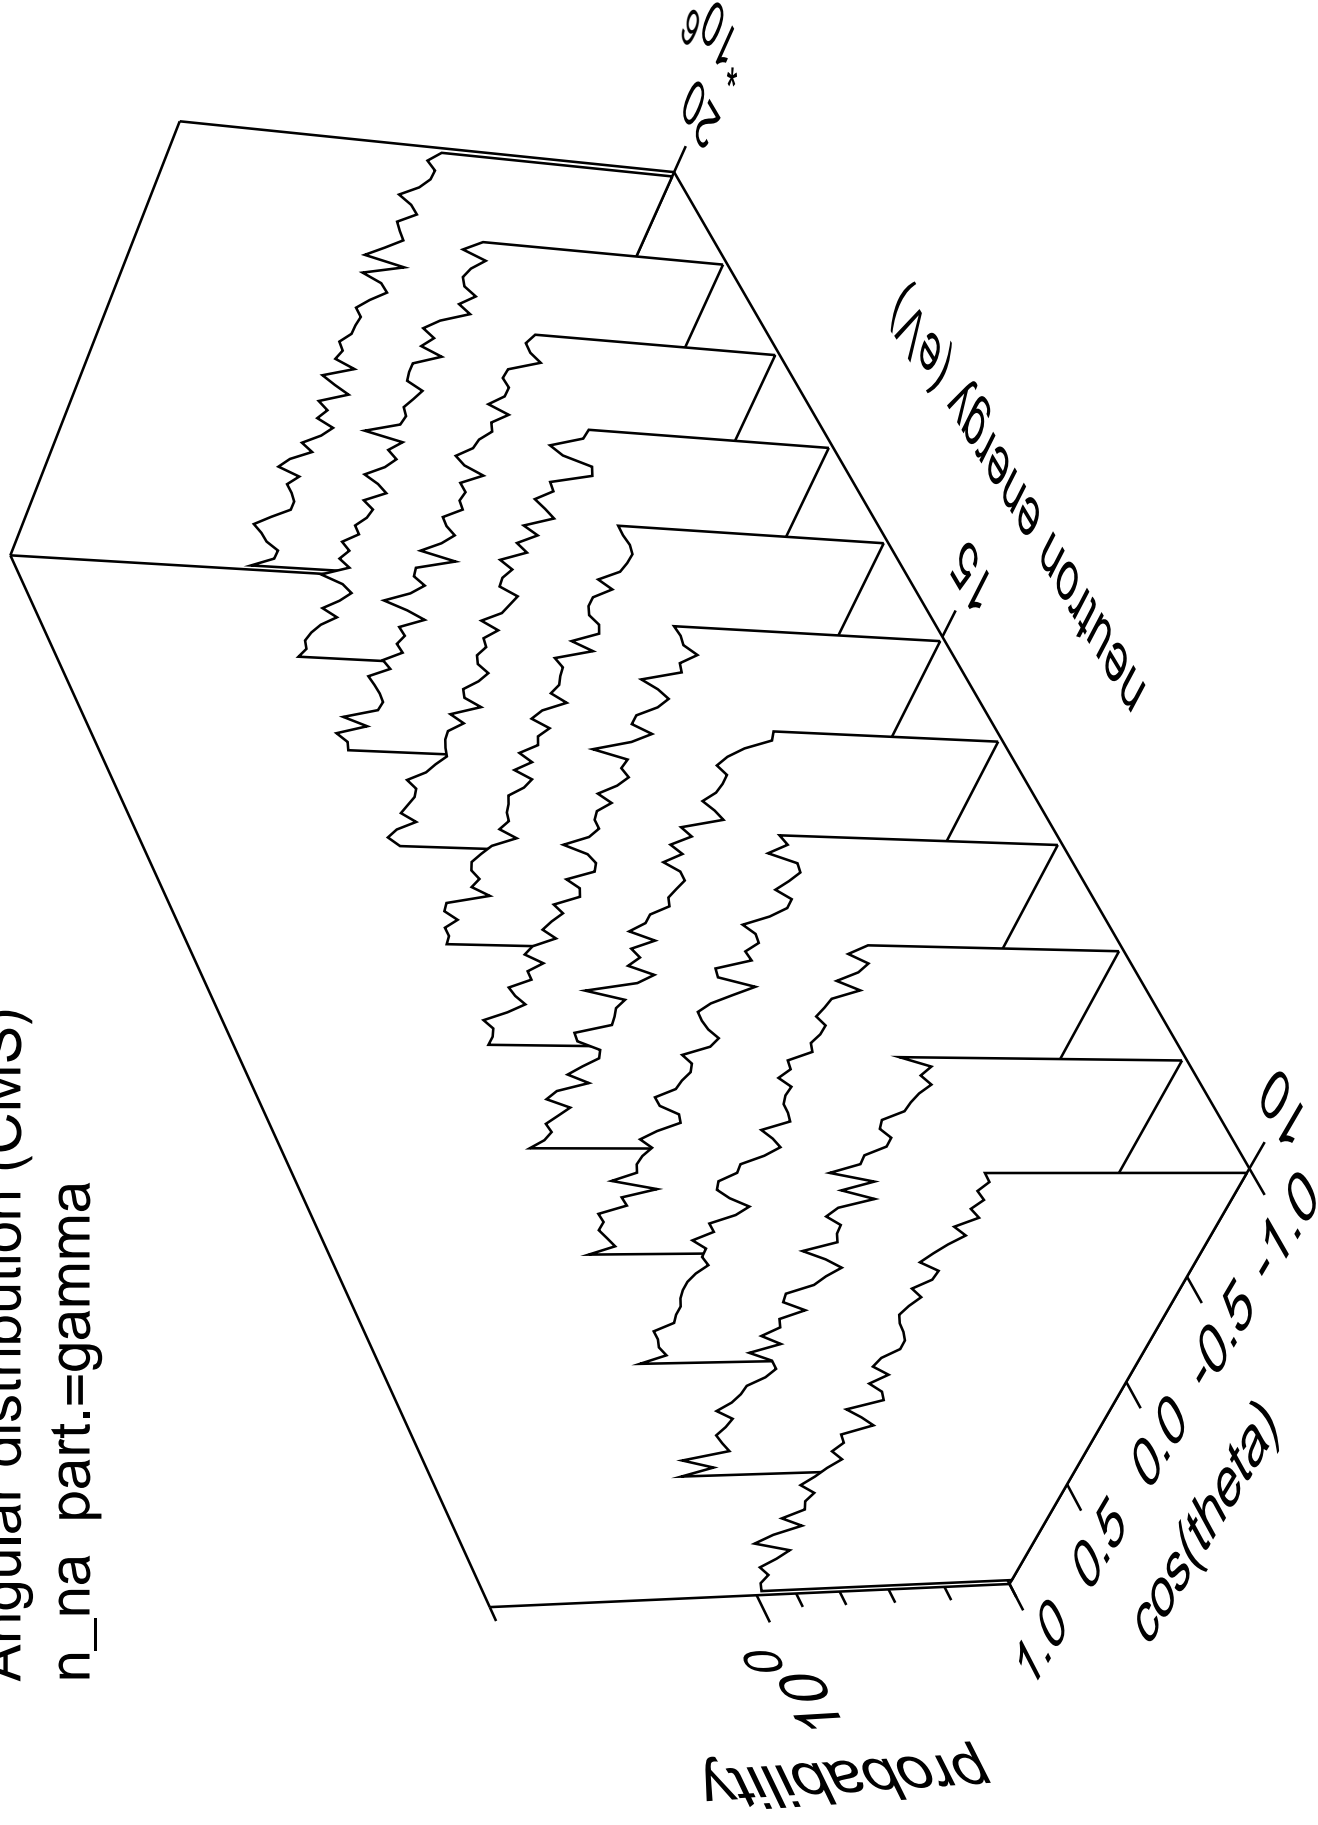 Angular distribution (CMS)
n_na part.=gamma
probability
10 0
1.0 0.5 0.0 -0.5 -1.0
cos(theta)
10 15 20 * 10 6
neutron energy (eV)